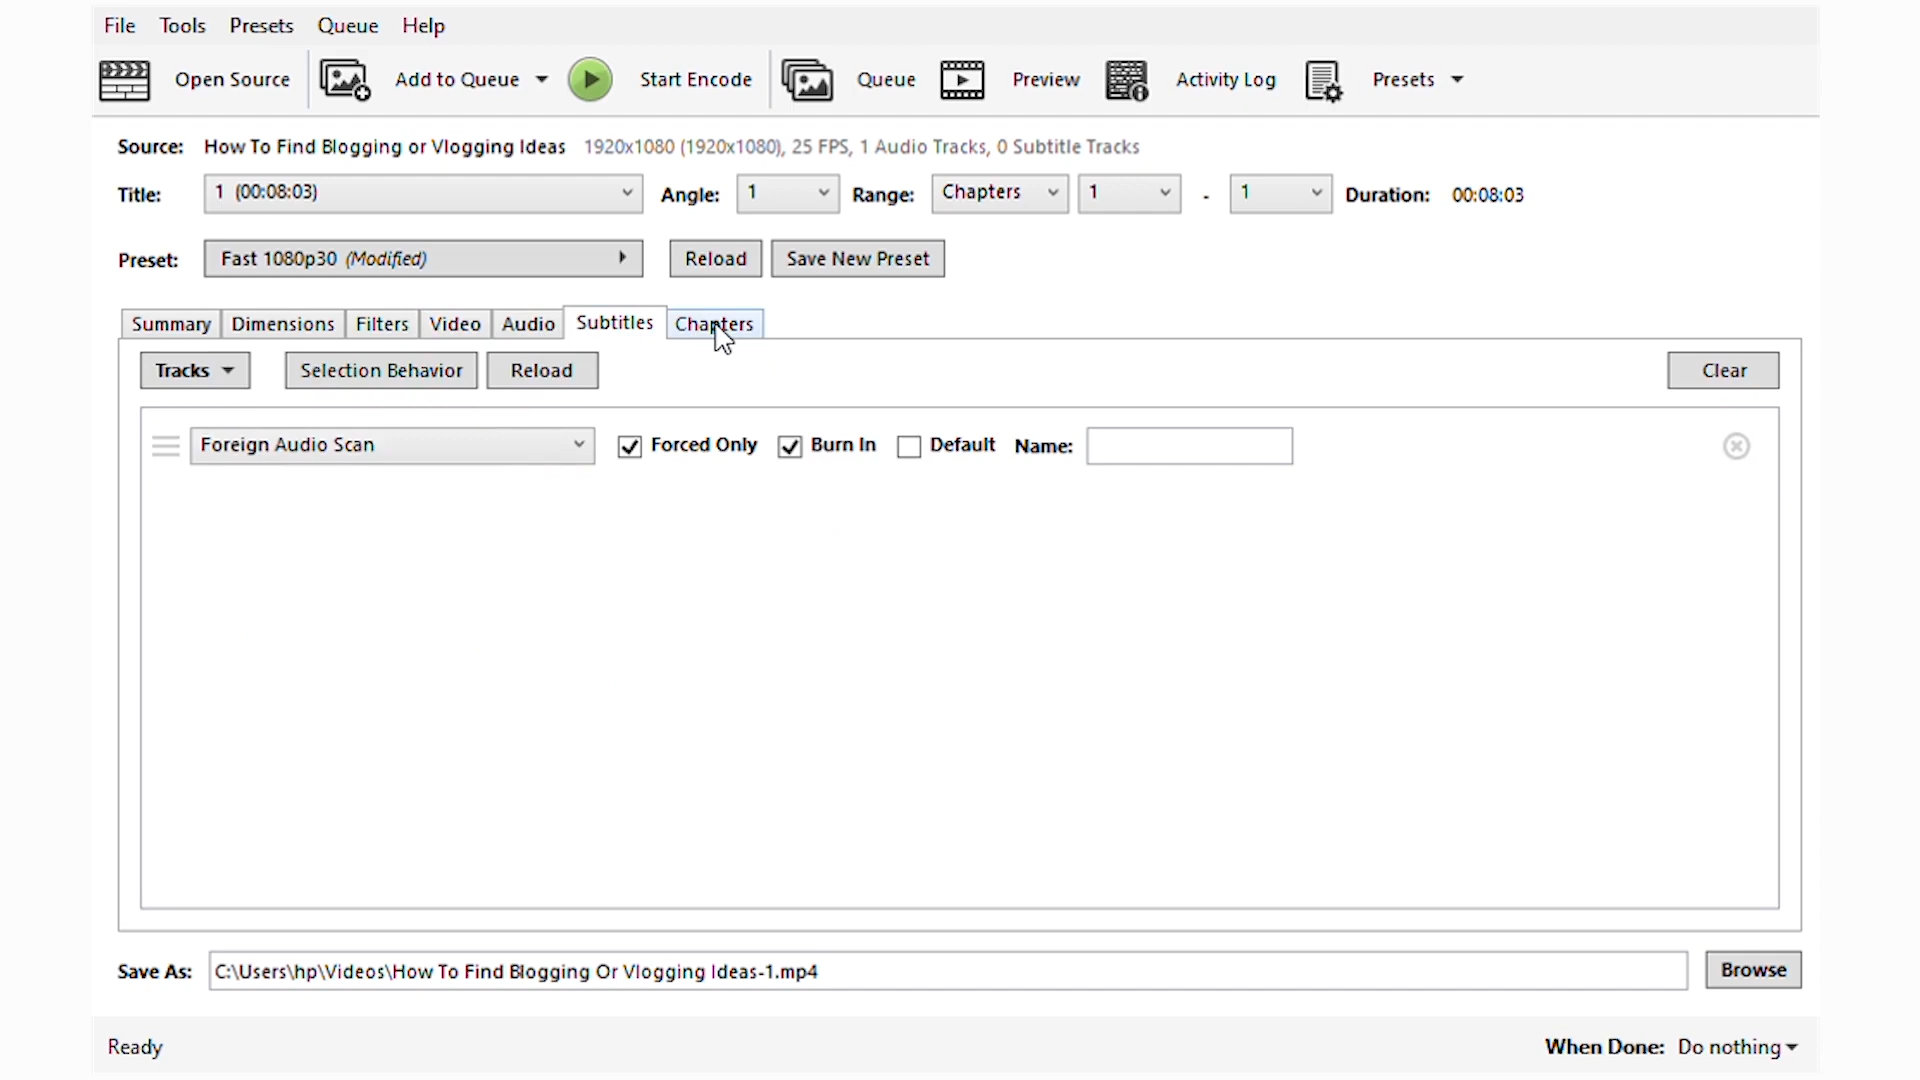 File Tools Presets Queue Help
Open Source Add to Queue Start Encode Queue Preview Activity Log Presets
Source: How To Find Blogging or Vlogging Ideas 1920x1080 (1920x1080), 25 FPS, 1 Audio Tracks, 0 Subtitle Tracks
Title: 1 (00:08:03) Angle: 1 Range: Chapters 1 - 1 Duration: 00:08:03
Preset: Fast 1080p30 (Modified) Reload Save New Preset
Summary Dimensions Filters Video Audio Subtitles Chapters
Tracks Selection Behavior Reload Clear
Foreign Audio Scan Forced Only Burn In Default Name:
Save As: C:\Users\hp\Videos\How To Find Blogging Or Vlogging Ideas-1.mp4 Browse
Ready When Done: Do nothing